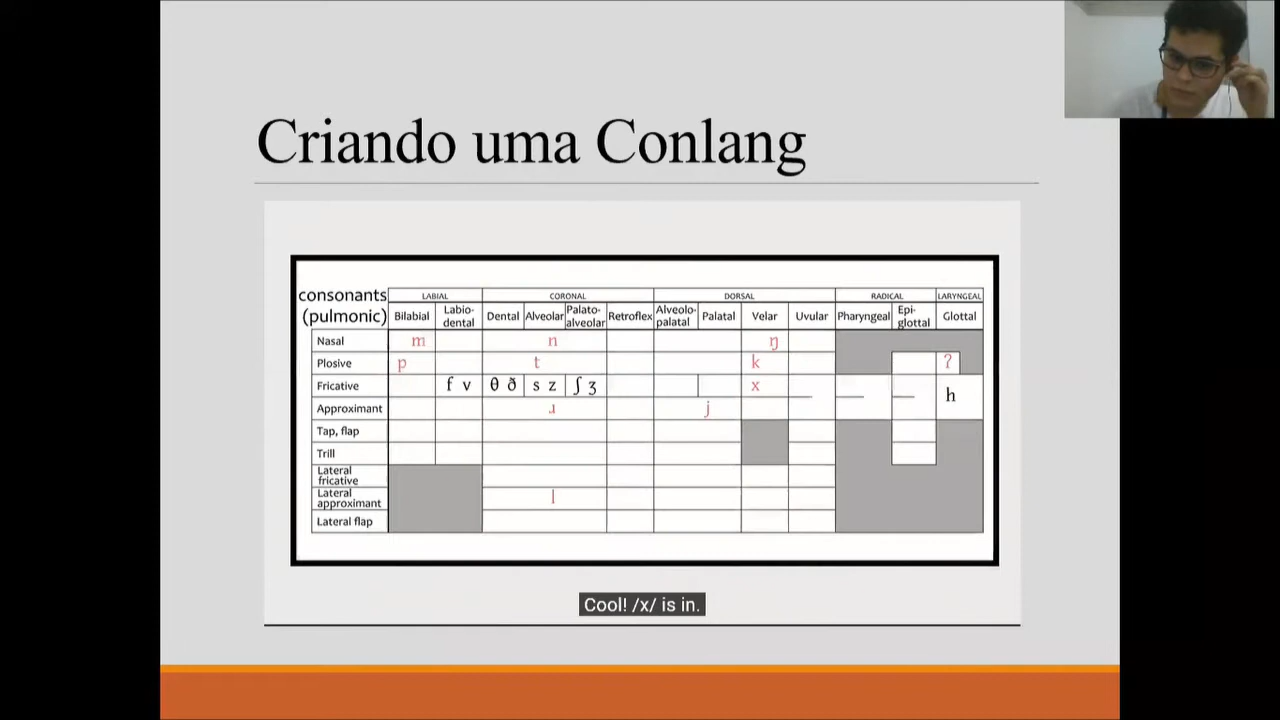 Criando uma Conlang
consonants (pulmonic)
LABIAL CORONAL DORSAL RADICAL LARYNGEAL
Bilabial Labio-dental Dental Alveolar Palato-alveolar Retroflex Alveolo-palatal Palatal Velar Uvular Pharyngeal Epi-glottal Glottal
Nasal m n ŋ
Plosive p t k ʔ
Fricative f v θ ð s z ʃ ʒ x h
Approximant ɹ j
Tap, flap
Trill
Lateral fricative
Lateral approximant l
Lateral flap
Cool! /x/ is in.